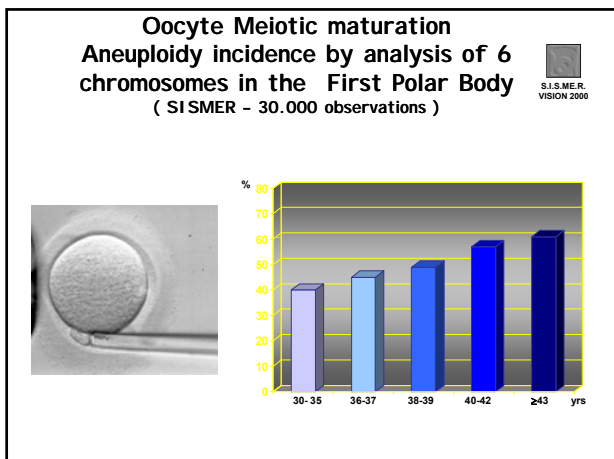 Oocyte Meiotic maturation
Aneuploidy incidence by analysis of 6
chromosomes in the First Polar Body
( SISMER – 30.000 observations )
S.I.S.ME.R.
VISION 2000
%
80
70
60
50
40
30
20
10
0
30- 35 36-37 38-39 40-42 ≥43 yrs